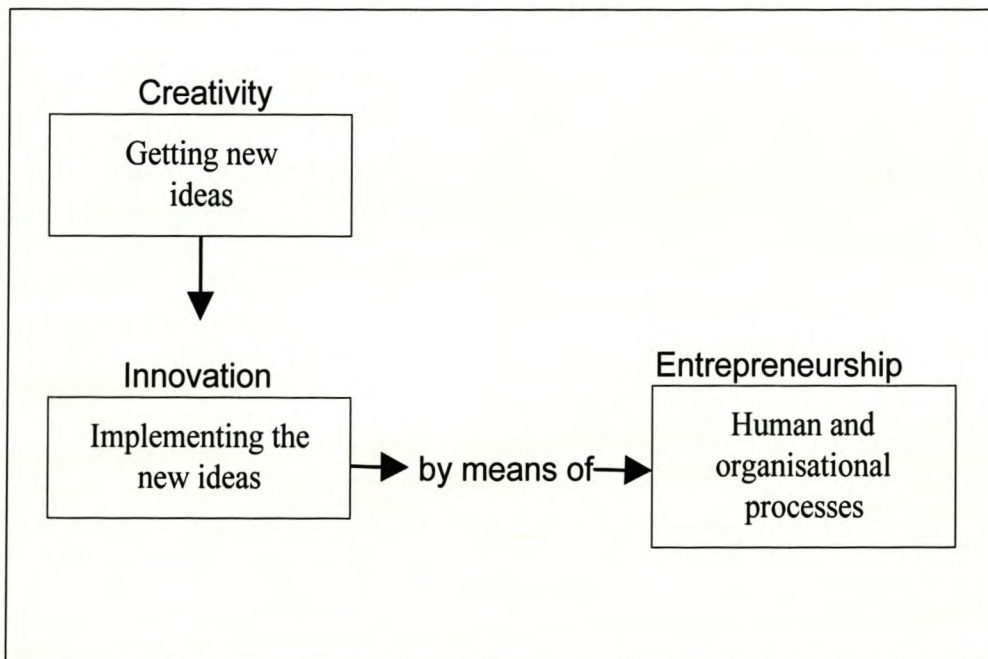 Creativity
Getting new
ideas
Innovation
Implementing the
new ideas
by means of
Entrepreneurship
Human and
organisational
processes